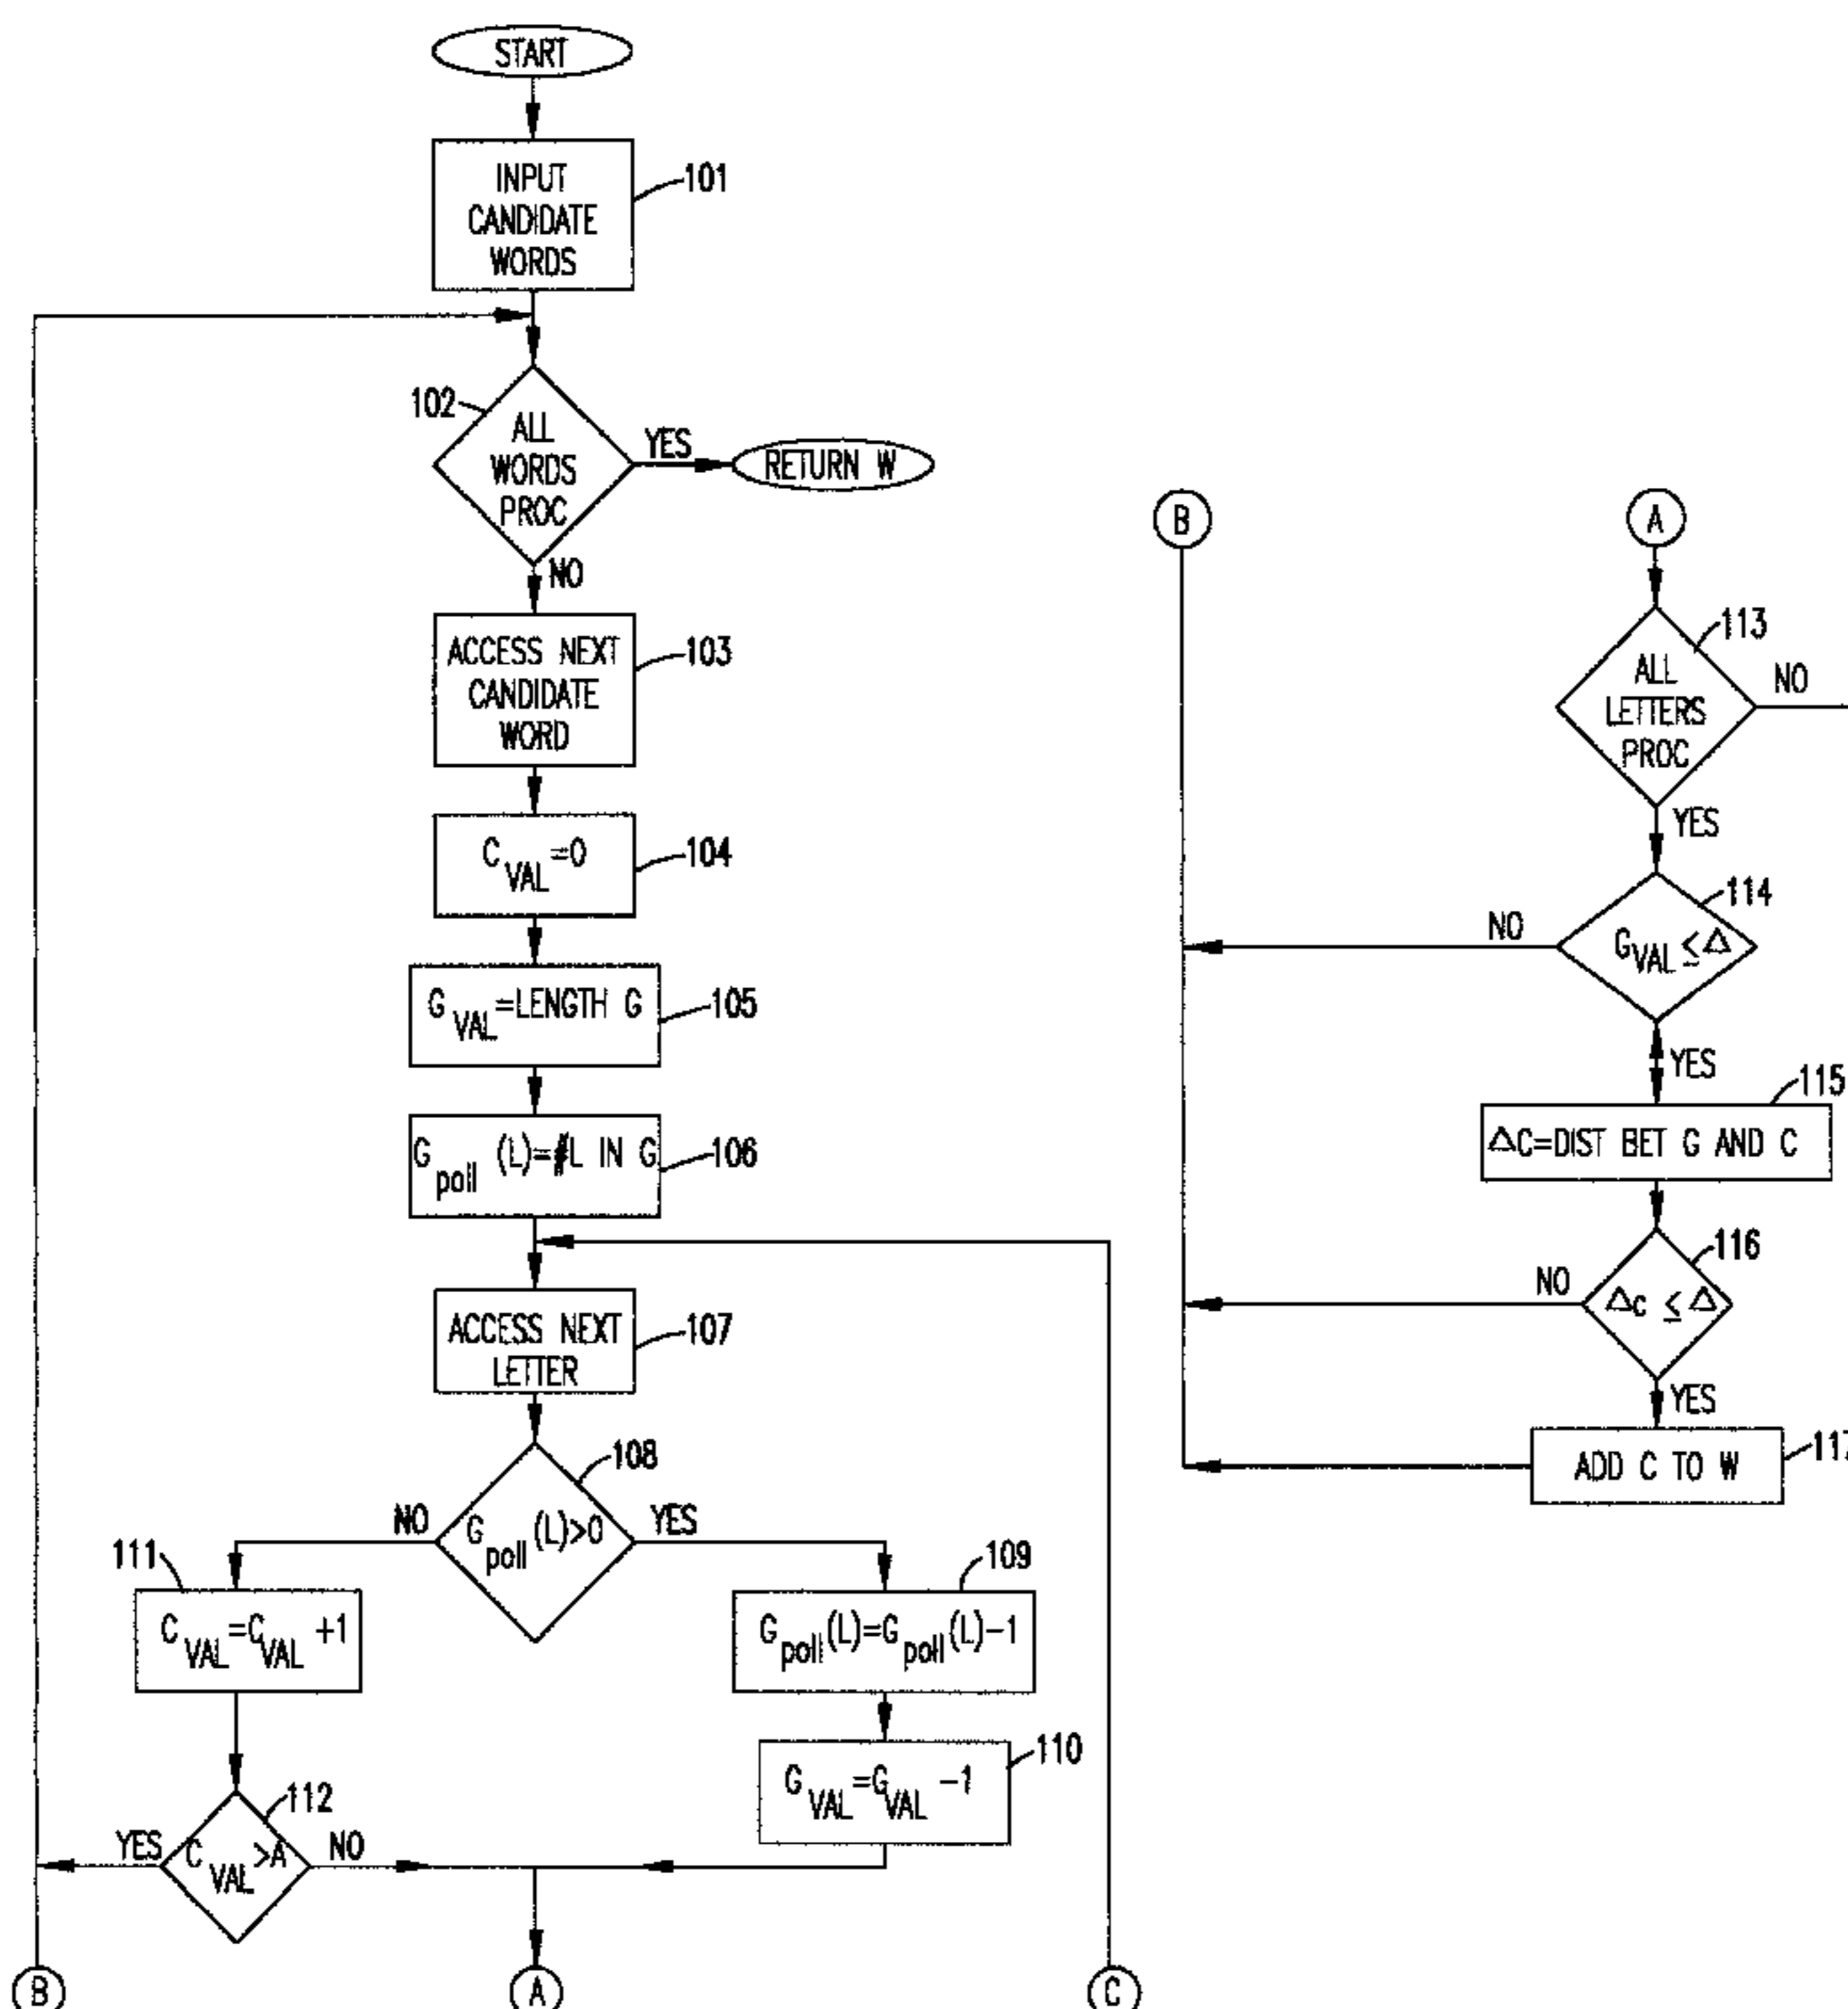 START
INPUT
CANDIDATE
WORDS
101
102
ALL
WORDS
PROC
YES
RETURN W
NO
ACCESS NEXT
CANDIDATE
WORD
103
C VAL =0
104
G VAL =LENGTH G
105
G poll (L)=#L IN G
106
ACCESS NEXT
LETTER
107
108
G poll (L)>0
NO
YES
111
C VAL =C VAL +1
109
G poll (L)=G poll (L)-1
110
G VAL =G VAL -1
112
C VAL >A
YES
NO
B
A
C
B
A
113
ALL
LETTERS
PROC
NO
YES
114
G VAL ≤Δ
NO
YES
115
ΔC=DIST BET G AND C
116
Δc ≤ Δ
NO
YES
ADD C TO W
117